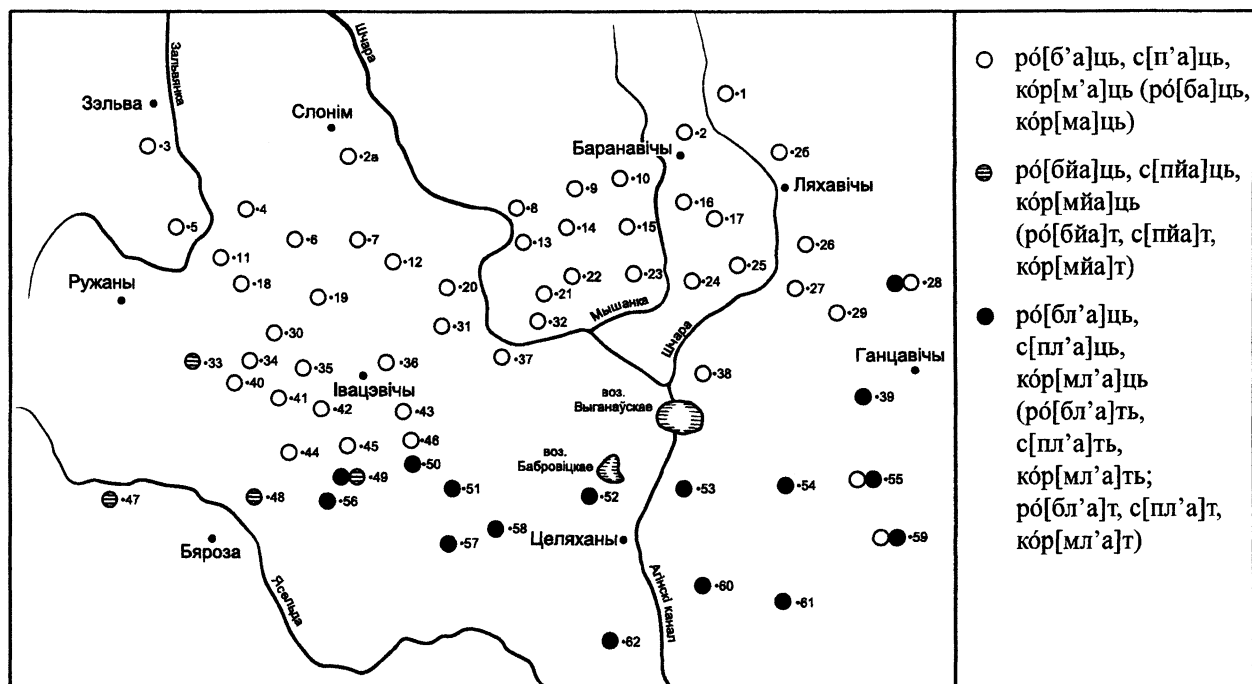 Зальвянка
Шчара
Зэльва
Слонім
•1
•2
•3
•2а
Баранавічы
•2б
Ляхавічы
•10
•9
•4
•8
•16
•17
•5
•6
•7
•14
•15
•13
•26
•11
•12
•25
•22
•23
•24
•18
•20
•21
•27
•28
Ружаны
•19
Мышанка
•29
•31
•32
•30
Шчара
•33
•34
•35
•36
•37
Івацэвічы
•38
Ганцавічы
•40
•41
•42
•43
воз.
Выганаўскае
•39
•44
•45
•46
воз.
Бабровіцкае
•50
•49
•55
•47
•48
•56
•51
•52
•53
•54
•58
Бяроза
•57
Целяханы
•59
Ясельда
Агінскі канал
•60
•61
•62
ро́[б’а]ць, с[п’а]ць,
ко́р[м’а]ць (ро́[ба]ць,
ко́р[ма]ць)
ро́[бйа]ць, с[пйа]ць,
ко́р[мйа]ць
(ро́[бйа]т, с[пйа]т,
ко́р[мйа]т)
ро́[бл’а]ць,
с[пл’а]ць,
ко́р[мл’а]ць
(ро́[бл’а]ть,
с[пл’а]ть,
ко́р[мл’а]ть;
ро́[бл’а]т, с[пл’а]т,
ко́р[мл’а]т)